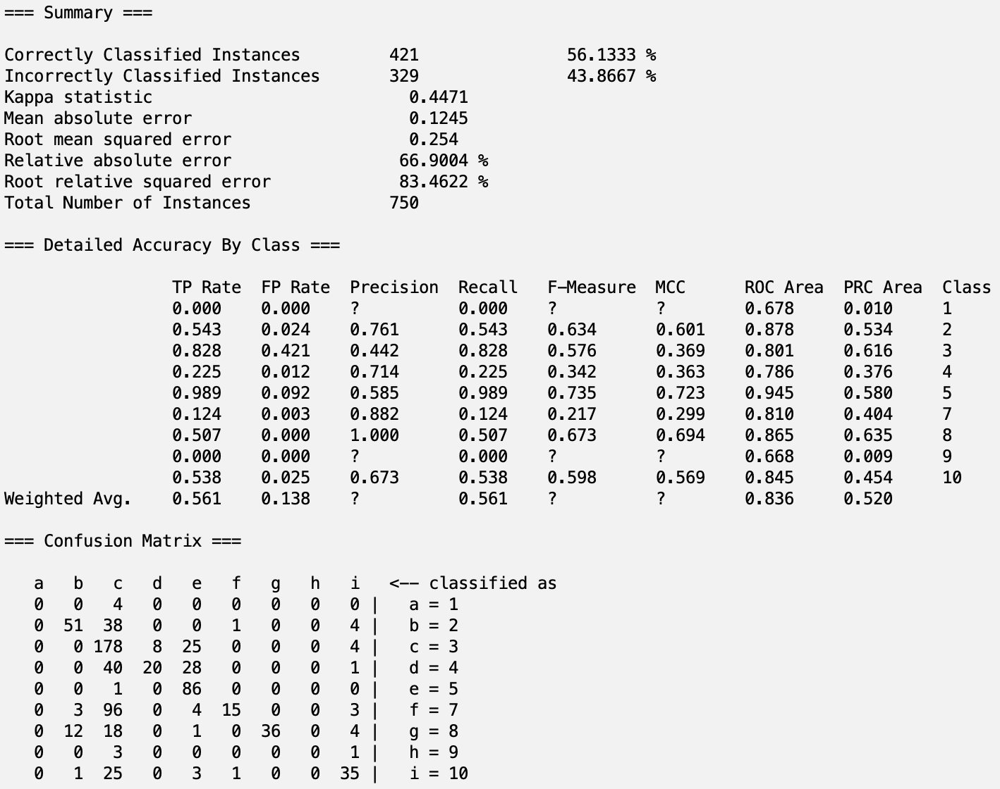 === Summary ===
Correctly Classified Instances 421 56.1333 %
Incorrectly Classified Instances 329 43.8667 %
Kappa statistic 0.4471
Mean absolute error 0.1245
Root mean squared error 0.254
Relative absolute error 66.9004 %
Root relative squared error 83.4622 %
Total Number of Instances 750
=== Detailed Accuracy By Class ===
TP Rate FP Rate Precision Recall F-Measure MCC ROC Area PRC Area Class
0.000 0.000 ? 0.000 ? ? 0.678 0.010 1
0.543 0.024 0.761 0.543 0.634 0.601 0.878 0.534 2
0.828 0.421 0.442 0.828 0.576 0.369 0.801 0.616 3
0.225 0.012 0.714 0.225 0.342 0.363 0.786 0.376 4
0.989 0.092 0.585 0.989 0.735 0.723 0.945 0.580 5
0.124 0.003 0.882 0.124 0.217 0.299 0.810 0.404 7
0.507 0.000 1.000 0.507 0.673 0.694 0.865 0.635 8
0.000 0.000 ? 0.000 ? ? 0.668 0.009 9
0.538 0.025 0.673 0.538 0.598 0.569 0.845 0.454 10
Weighted Avg. 0.561 0.138 ? 0.561 ? ? 0.836 0.520
=== Confusion Matrix ===
a b c d e f g h i <-- classified as
0 0 4 0 0 0 0 0 0 | a = 1
0 51 38 0 0 1 0 0 4 | b = 2
0 0 178 8 25 0 0 0 4 | c = 3
0 0 40 20 28 0 0 0 1 | d = 4
0 0 1 0 86 0 0 0 0 | e = 5
0 3 96 0 4 15 0 0 3 | f = 7
0 12 18 0 1 0 36 0 4 | g = 8
0 0 3 0 0 0 0 0 1 | h = 9
0 1 25 0 3 1 0 0 35 | i = 10